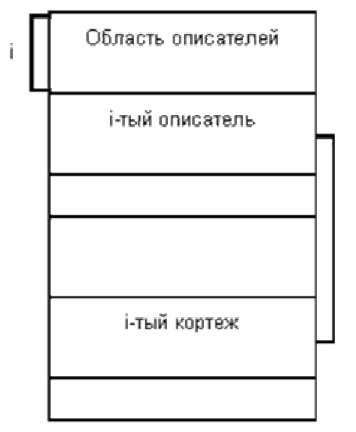 Область описателей
i
i-тый описатель
i-тый кортеж